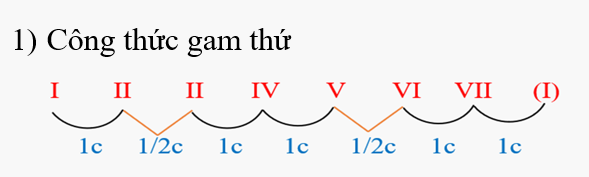 1) Công thức gam thứ
I II II IV V VI VII (I)
1c 1/2c 1c 1c 1/2c 1c 1c